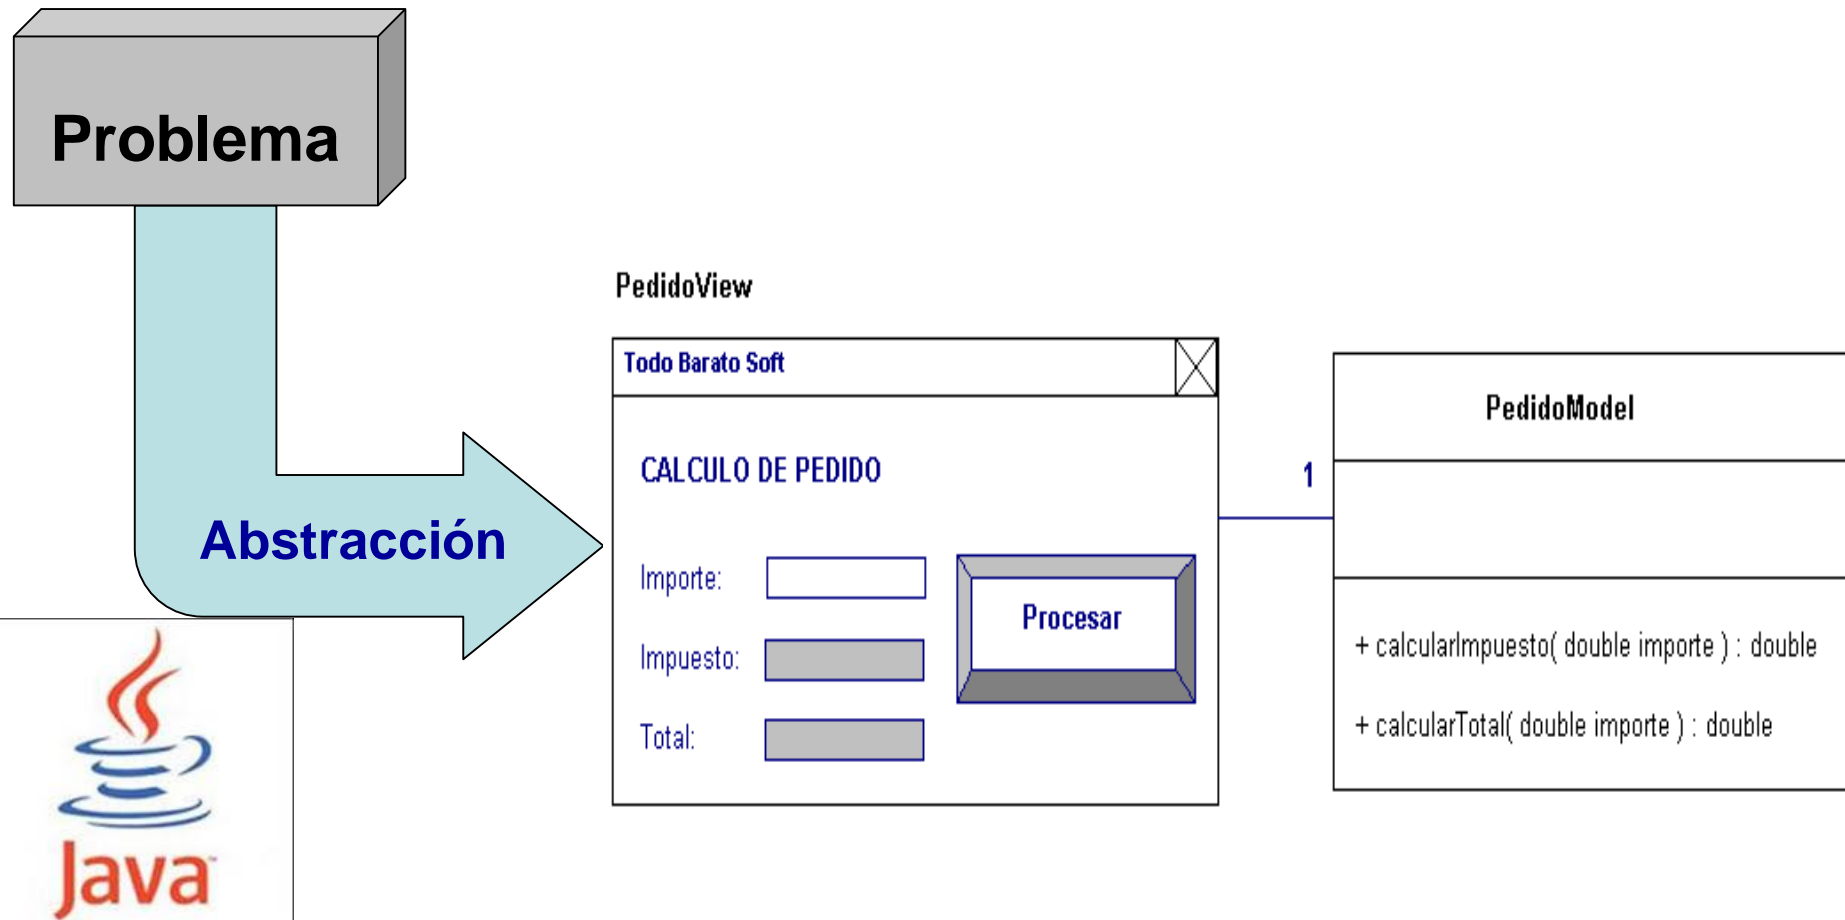 Problema
Abstracción
Java™
PedidoView
Todo Barato Soft
CALCULO DE PEDIDO
Importe:
Impuesto:
Total:
Procesar
1
PedidoModel
+ calcularImpuesto( double importe ) : double
+ calcularTotal( double importe ) : double